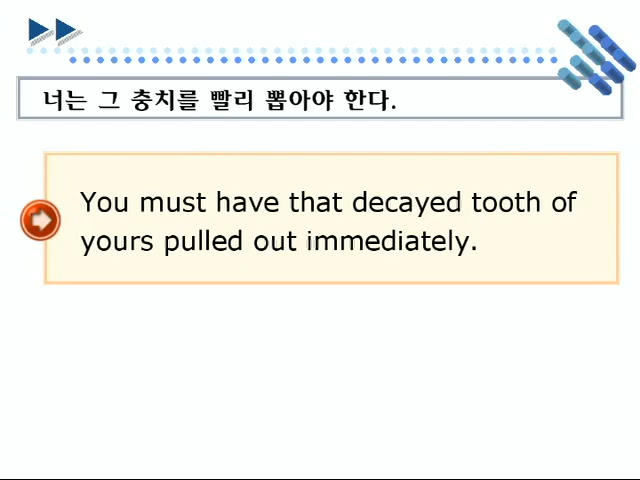 너는 그 충치를 빨리 뽑아야 한다.
You must have that decayed tooth of
yours pulled out immediately.